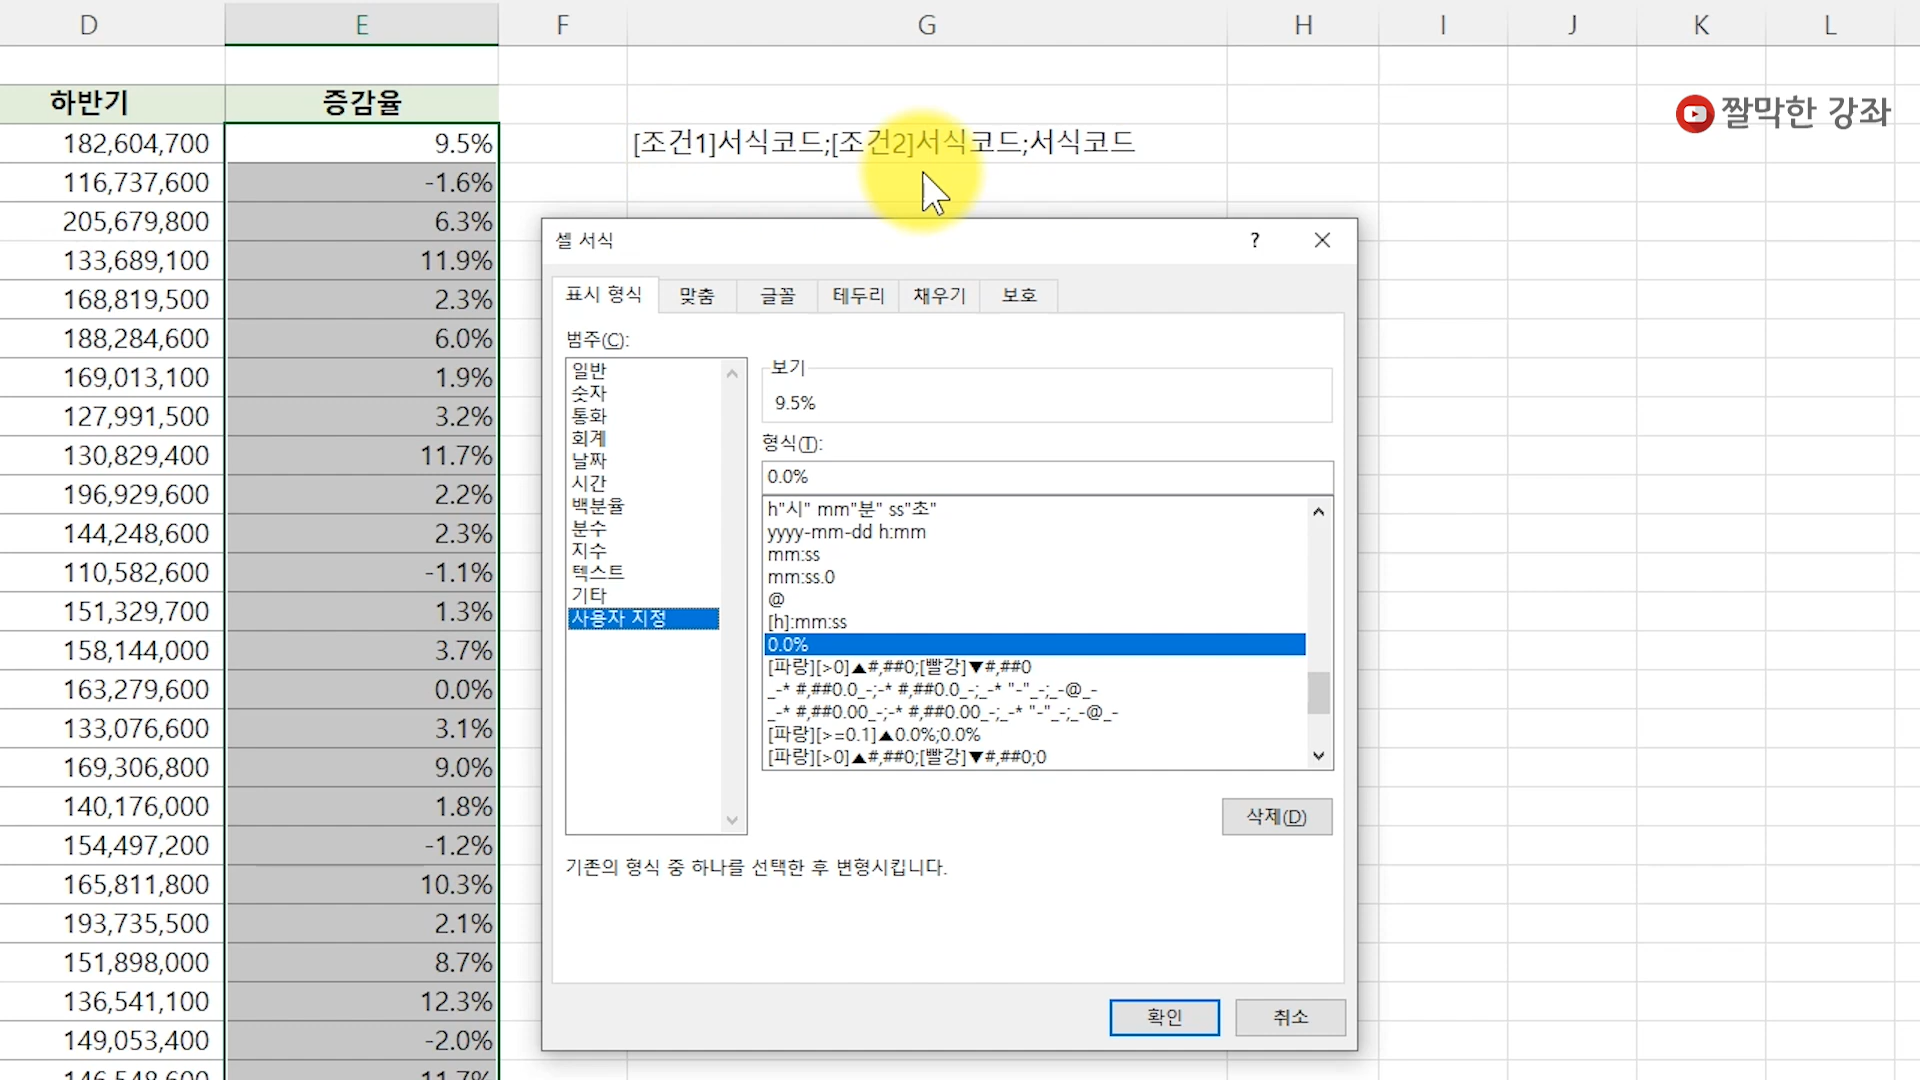 D E F G H I J K L
하반기 증감율
짤막한 강좌
182,604,700 9.5% [조건1]서식코드;[조건2]서식코드;서식코드
116,737,600 -1.6%
205,679,800 6.3%
133,689,100 11.9%
168,819,500 2.3%
188,284,600 6.0%
169,013,100 1.9%
127,991,500 3.2%
130,829,400 11.7%
196,929,600 2.2%
144,248,600 2.3%
110,582,600 -1.1%
151,329,700 1.3%
158,144,000 3.7%
163,279,600 0.0%
133,076,600 3.1%
169,306,800 9.0%
140,176,000 1.8%
154,497,200 -1.2%
165,811,800 10.3%
193,735,500 2.1%
151,898,000 8.7%
136,541,100 12.3%
149,053,400 -2.0%
146,548,600 11.7%
셀 서식 ?
표시 형식 맞춤 글꼴 테두리 채우기 보호
범주(C):
일반
숫자
통화
회계
날짜
시간
백분율
분수
지수
텍스트
기타
사용자 지정
보기
9.5%
형식(T):
0.0%
h"시" mm"분" ss"초"
yyyy-mm-dd h:mm
mm:ss
mm:ss.0
@
[h]:mm:ss
0.0%
[파랑][>0]▲#,##0;[빨강]▼#,##0
_-* #,##0.0_-;-* #,##0.0_-;_-* "-"_-;_-@_-
_-* #,##0.00_-;-* #,##0.00_-;_-* "-"_-;_-@_-
[파랑][>=0.1]▲0.0%;0.0%
[파랑][>0]▲#,##0;[빨강]▼#,##0;0
삭제(D)
기존의 형식 중 하나를 선택한 후 변형시킵니다.
확인 취소